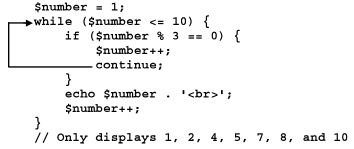 $number = 1;
while ($number <= 10) {
    if ($number % 3 == 0) {
        $number++;
        continue;
    }
    echo $number . '<br>';
    $number++;
}
// Only displays 1, 2, 4, 5, 7, 8, and 10